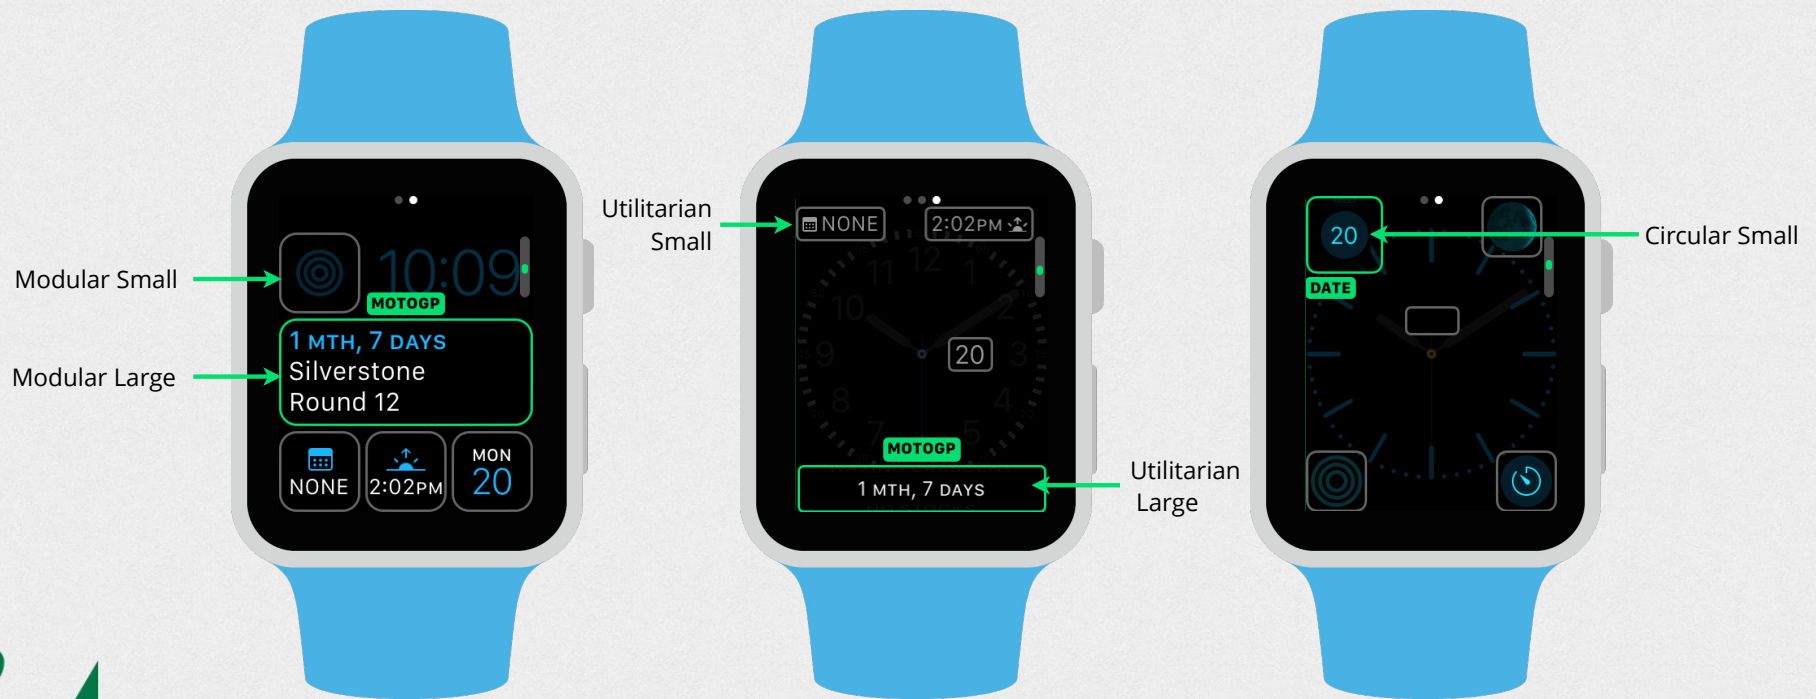 Modular Small
Modular Large
10:09
MOTOGP
1 MTH, 7 DAYS
Silverstone
Round 12
NONE
2:02PM
MON
20
Utilitarian
Small
NONE
2:02PM
11 12 1
10 2
20
9 3
8 4
7 5
MOTOGP
1 MTH, 7 DAYS
NO STOCKS
Utilitarian
Large
20
DATE
Circular Small